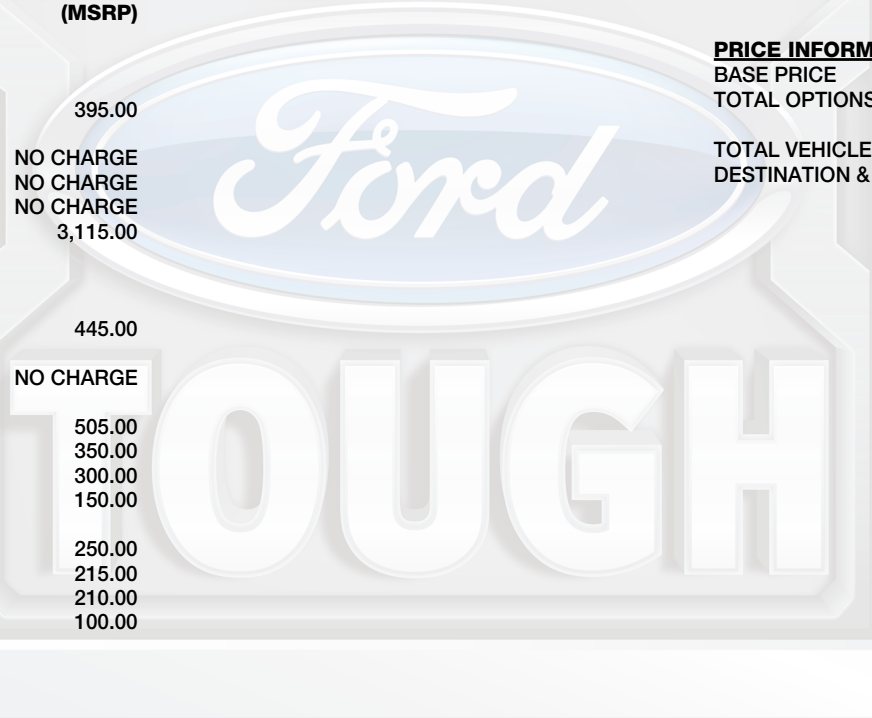 (MSRP)
395.00
NO CHARGE
NO CHARGE
NO CHARGE
3,115.00
445.00
NO CHARGE
505.00
350.00
300.00
150.00
250.00
215.00
210.00
100.00
PRICE INFORM
BASE PRICE
TOTAL OPTIONS
TOTAL VEHICLE
DESTINATION &
Ford
TOUGH